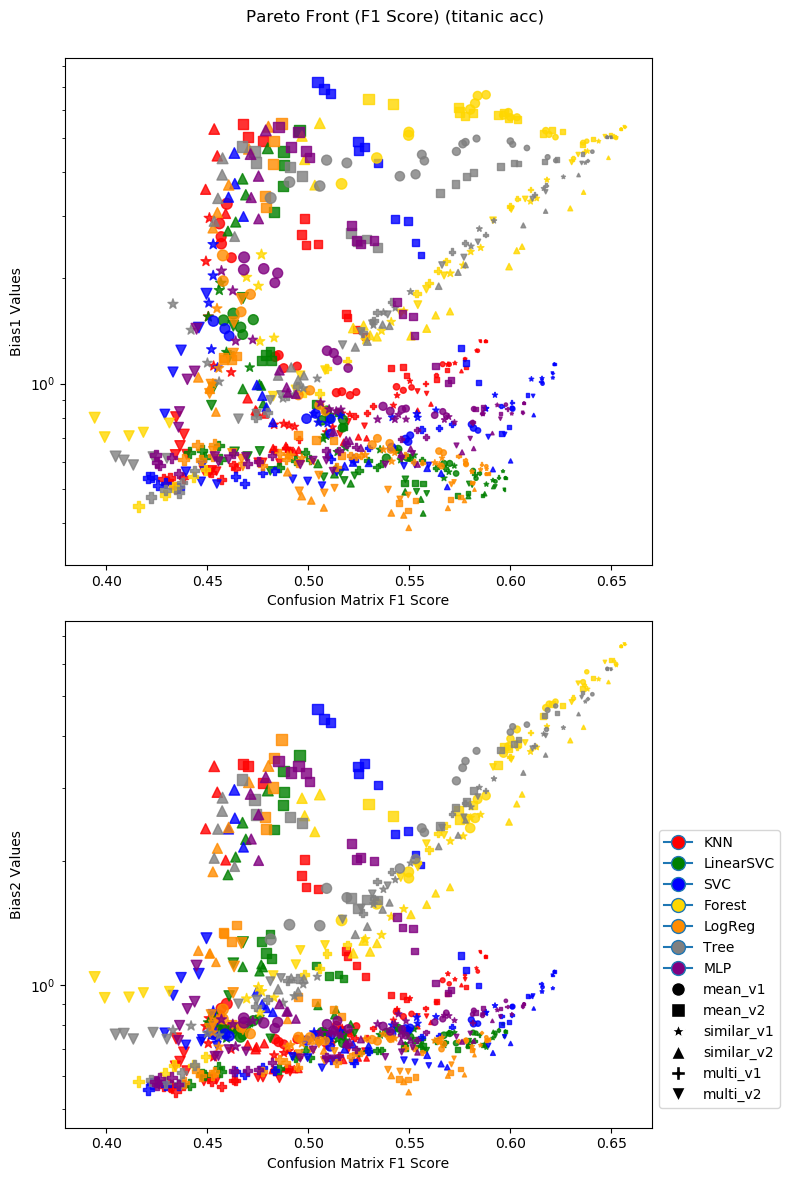 Pareto Front (F1 Score) (titanic acc)
Bias1 Values
10⁰
0.40 0.45 0.50 0.55 0.60 0.65
Confusion Matrix F1 Score
Bias2 Values
10⁰
0.40 0.45 0.50 0.55 0.60 0.65
Confusion Matrix F1 Score
KNN
LinearSVC
SVC
Forest
LogReg
Tree
MLP
mean_v1
mean_v2
similar_v1
similar_v2
multi_v1
multi_v2